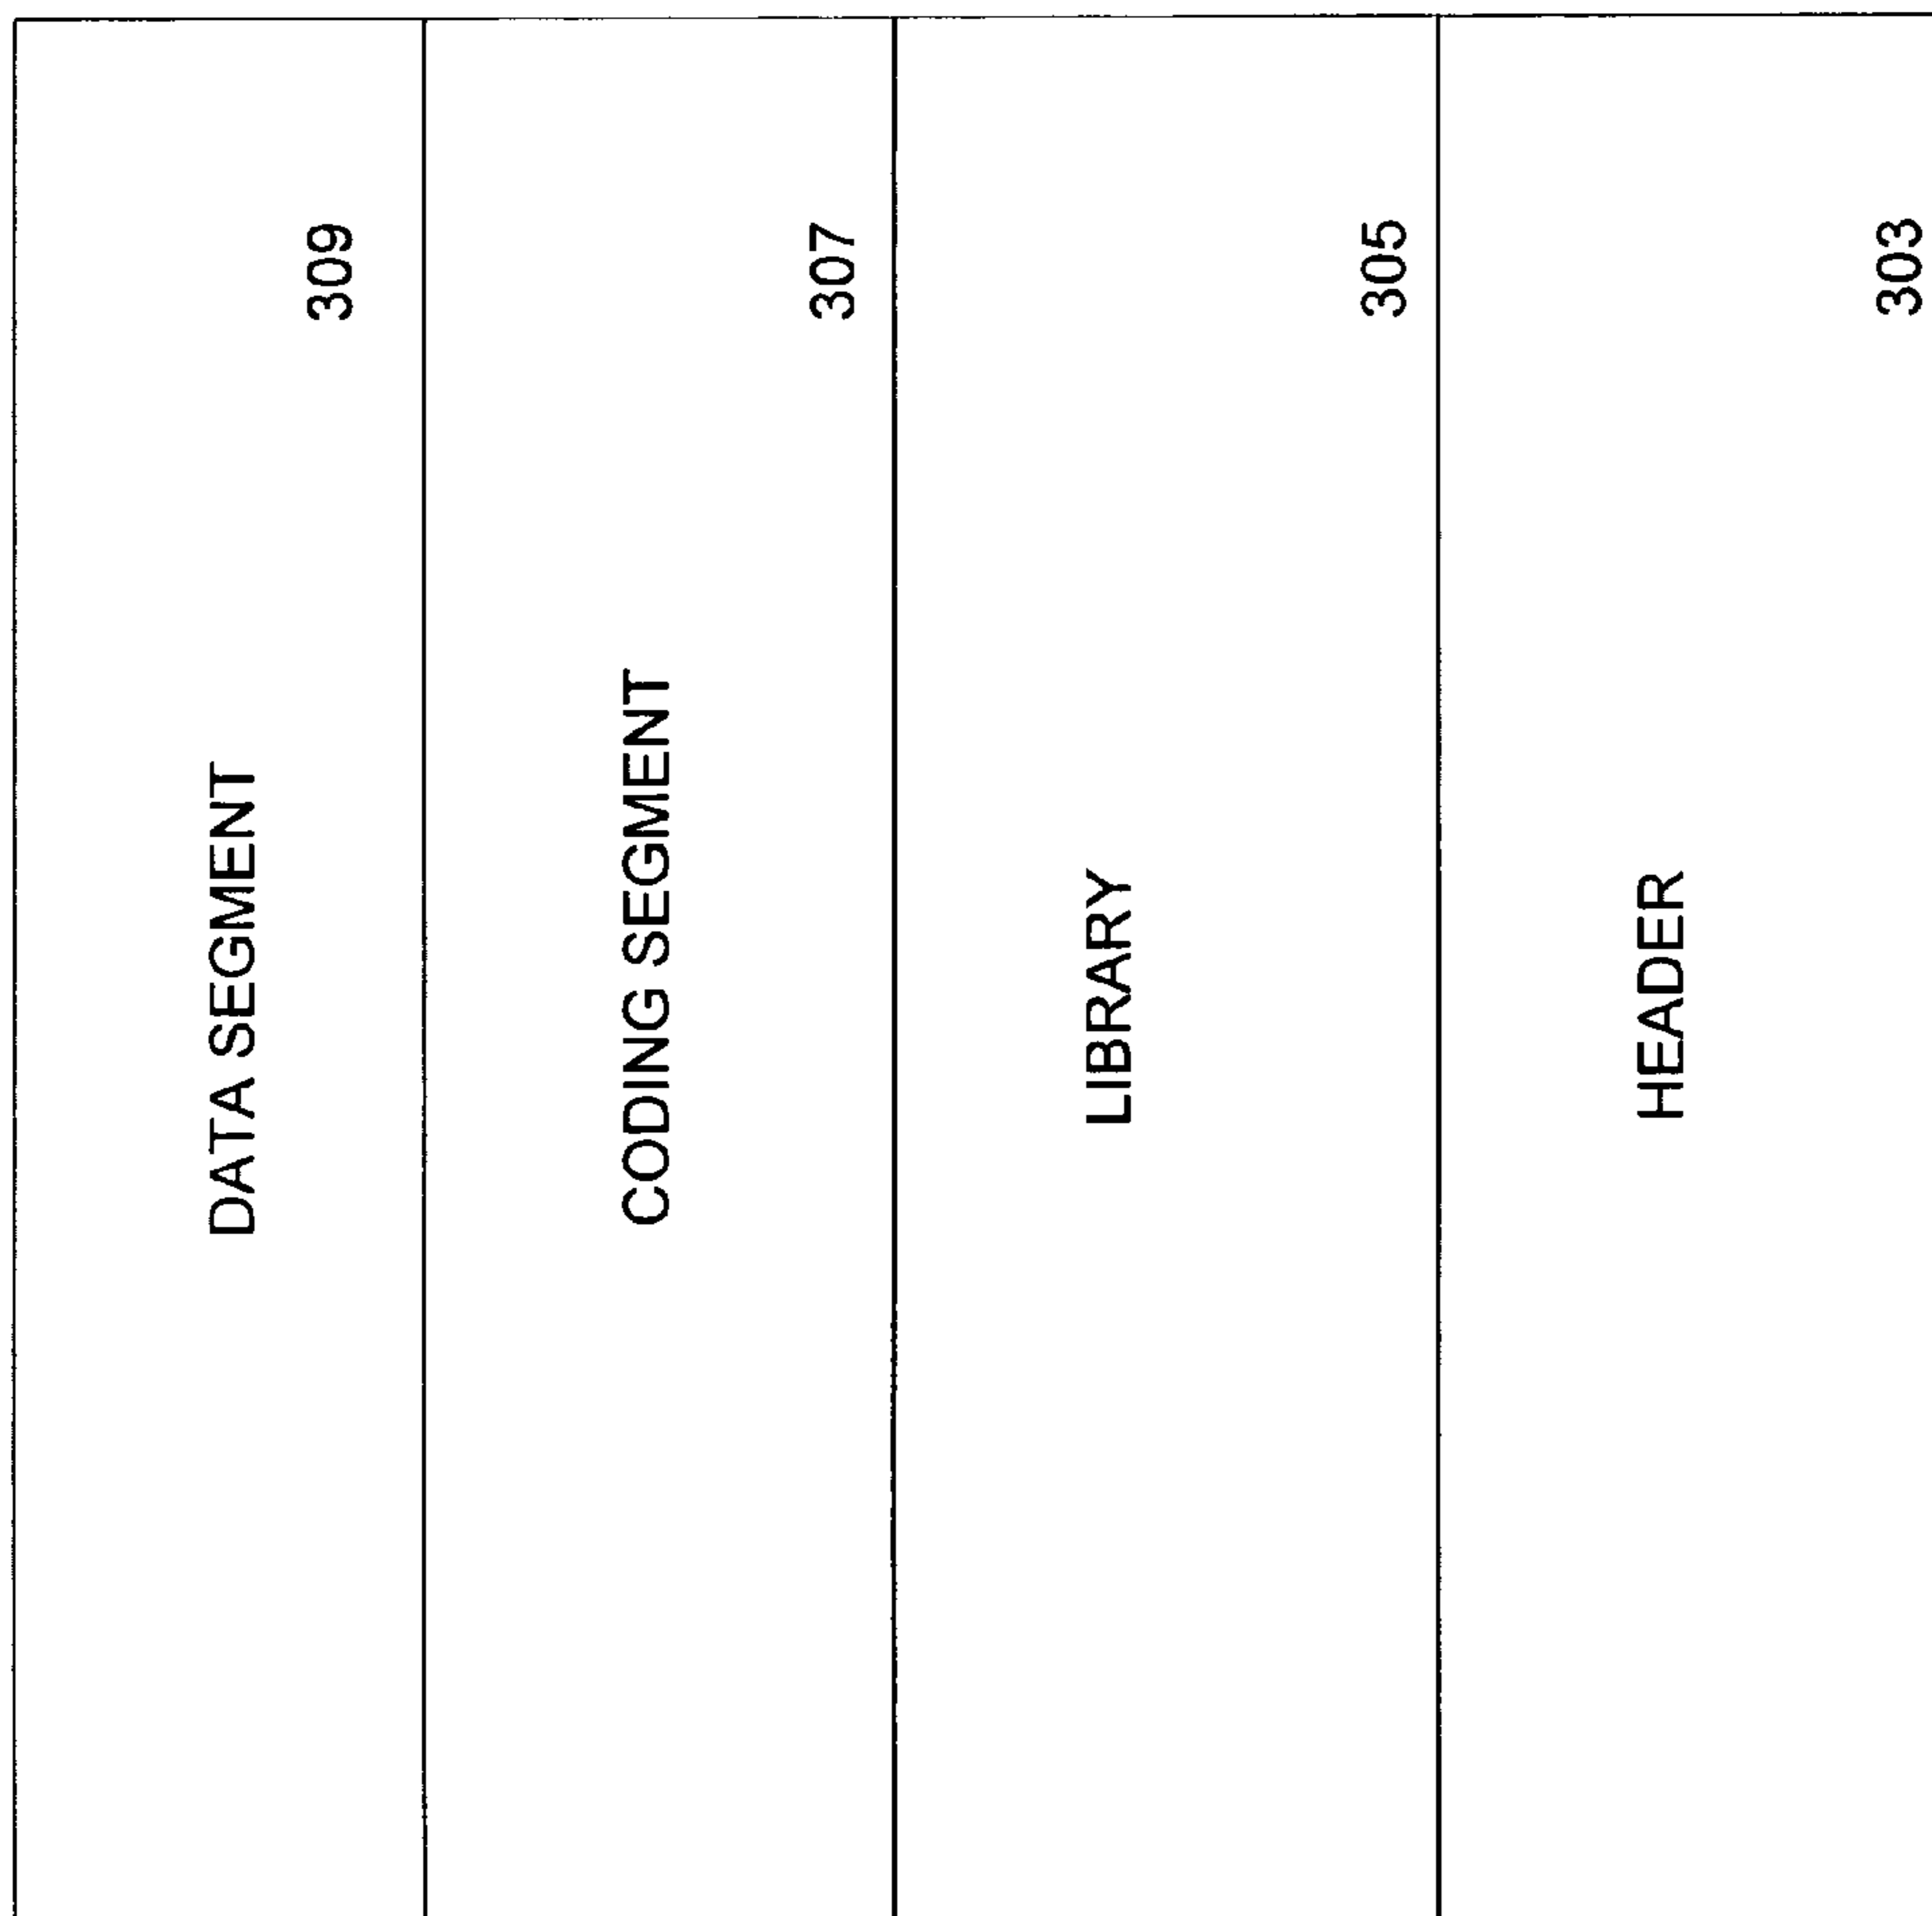 DATA SEGMENT
309
CODING SEGMENT
307
LIBRARY
305
HEADER
303